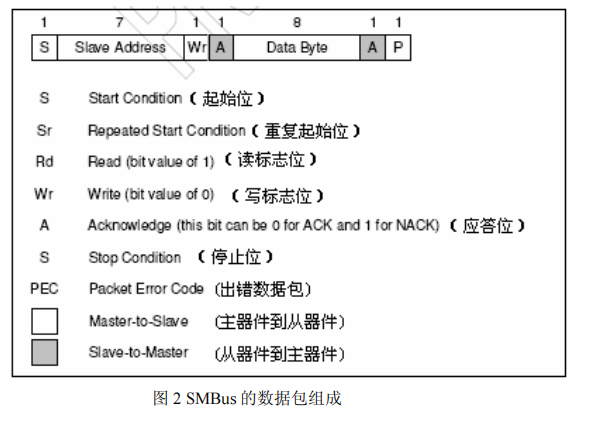 1 7 1 1 8 1 1
S Slave Address Wr A Data Byte A P
S Start Condition (起始位)
Sr Repeated Start Condition (重复起始位)
Rd Read (bit value of 1) (读标志位)
Wr Write (bit value of 0) (写标志位)
A Acknowledge (this bit can be 0 for ACK and 1 for NACK) (应答位)
S Stop Condition (停止位)
PEC Packet Error Code (出错数据包)
Master-to-Slave (主器件到从器件)
Slave-to-Master (从器件到主器件)
图 2 SMBus 的数据包组成